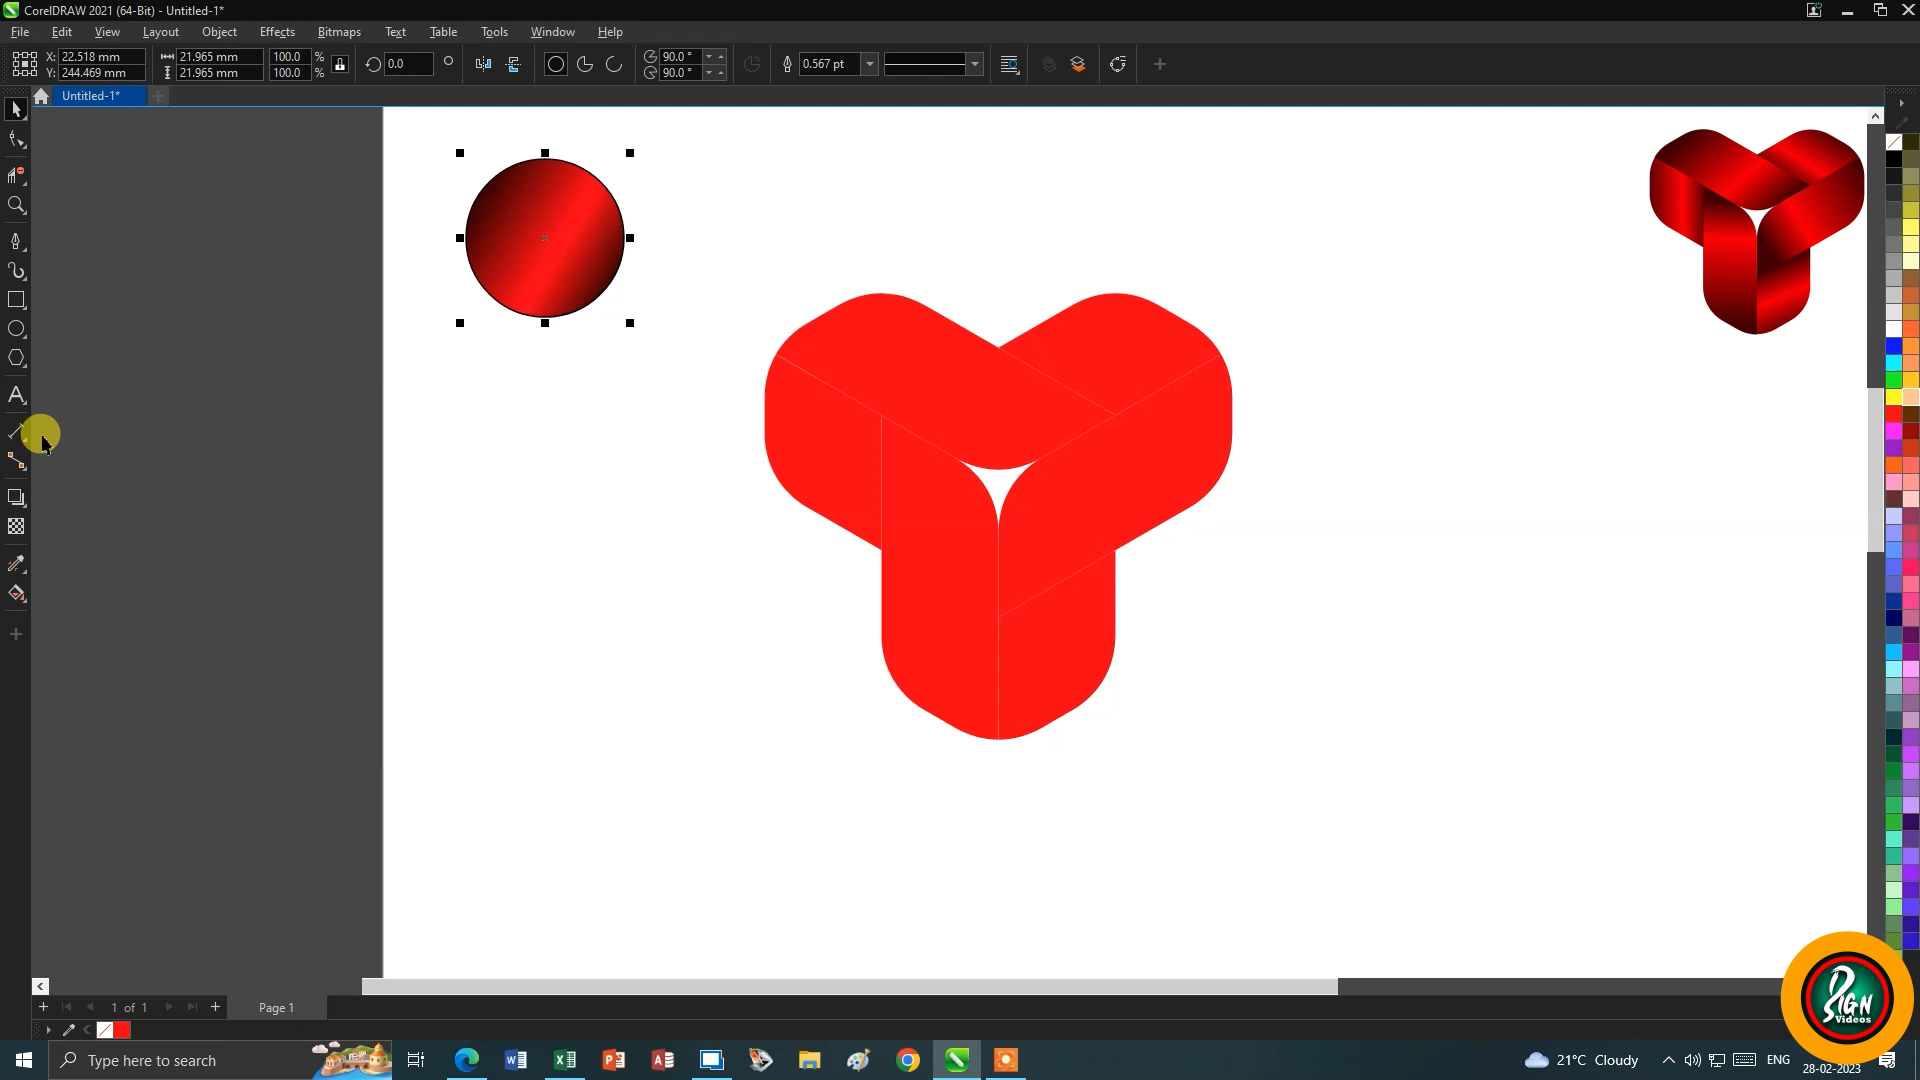 CorelDRAW 2021 (64-Bit) - Untitled-1*
File Edit View Layout Object Effects Bitmaps Text Table Tools Window Help
X: 22.518 mm 21.965 mm 100.0 % 0.0 90.0 ° 0.567 pt
Y: 244.469 mm 21.965 mm 100.0 % 90.0 °
Untitled-1*
1 of 1 Page 1
DSIGN
Videos
Type here to search
21°C Cloudy ENG 28-02-2023